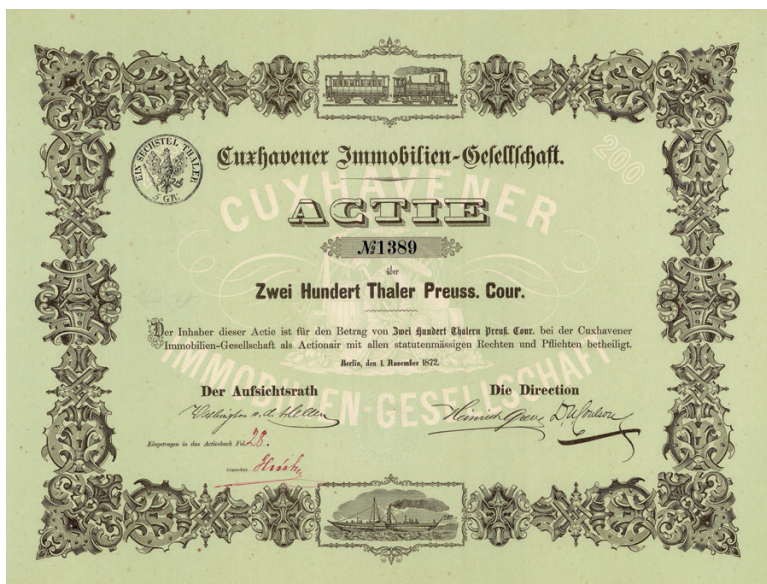 Cuxhavener Immobilien-Gesellschaft.
EIN SECHSTEL THALER
5 GR.
200
CUXHAVENER
ACTIE
№1389
über
Zwei Hundert Thaler Preuss. Cour.
Der Inhaber dieser Actie ist für den Betrag von Zwei Hundert Thalern Preuß. Cour. bei der Cuxhavener
Immobilien-Gesellschaft als Actionair mit allen statutenmässigen Rechten und Pflichten betheiligt.
Berlin, den 1. November 1872.
IMMOBILIEN-GESELLSCHAFT
Der Aufsichtsrath Die Direction
Heinrich
Eingetragen in das Actienbuch Fol. 28.